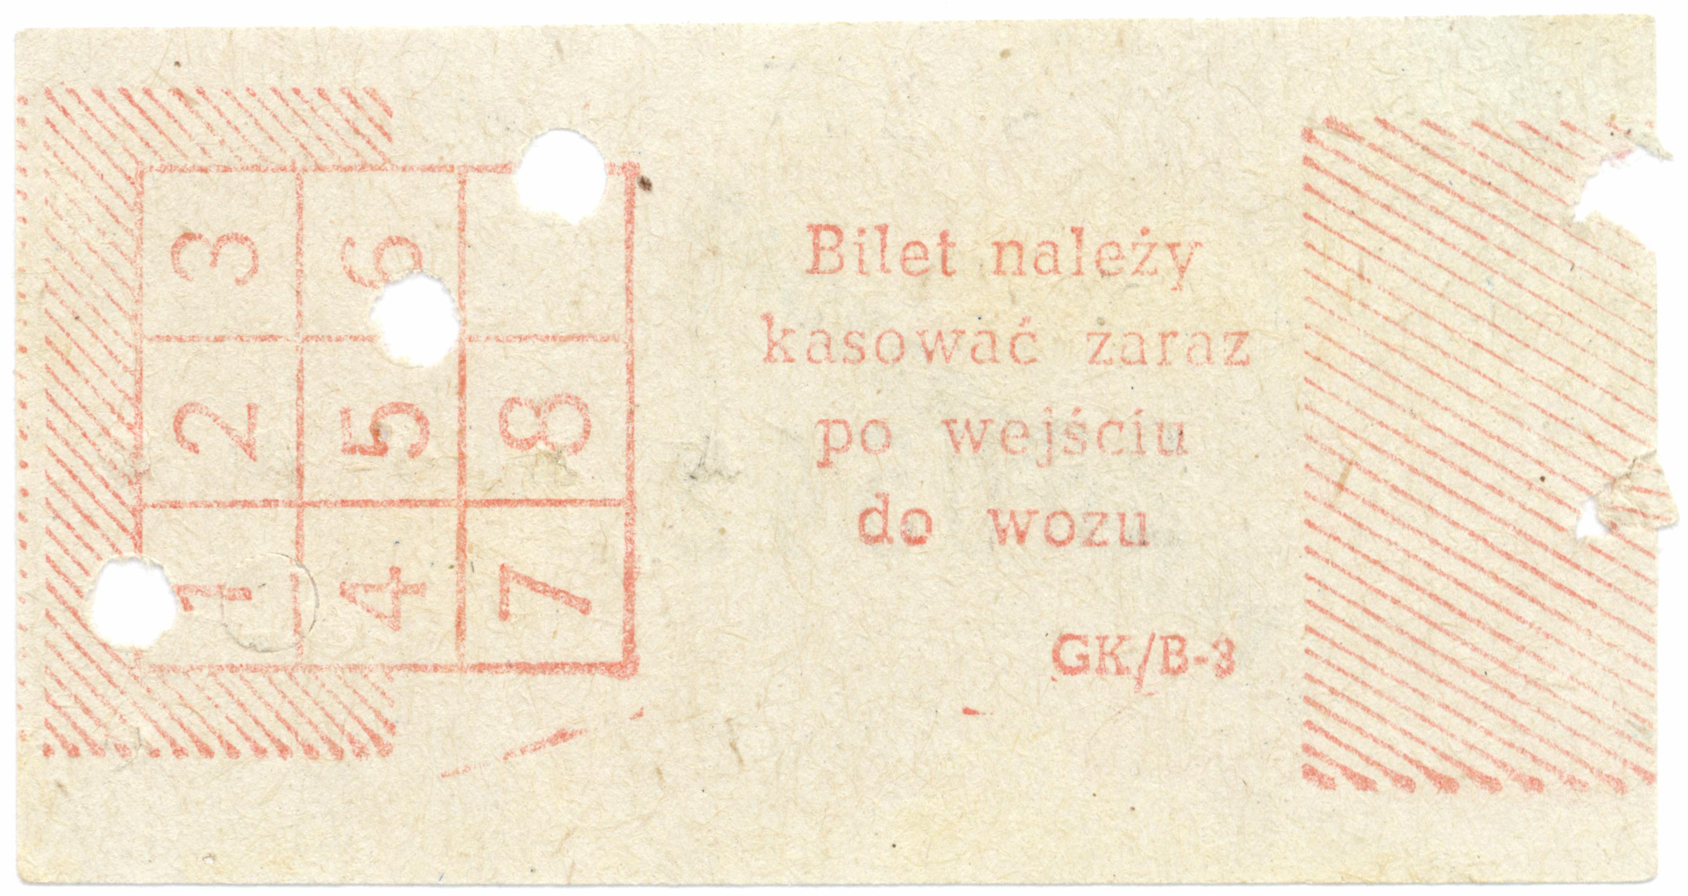 3 6
2 5 8
1 4 7
Bilet należy
kasować zaraz
po wejściu
do wozu
GK/B-3